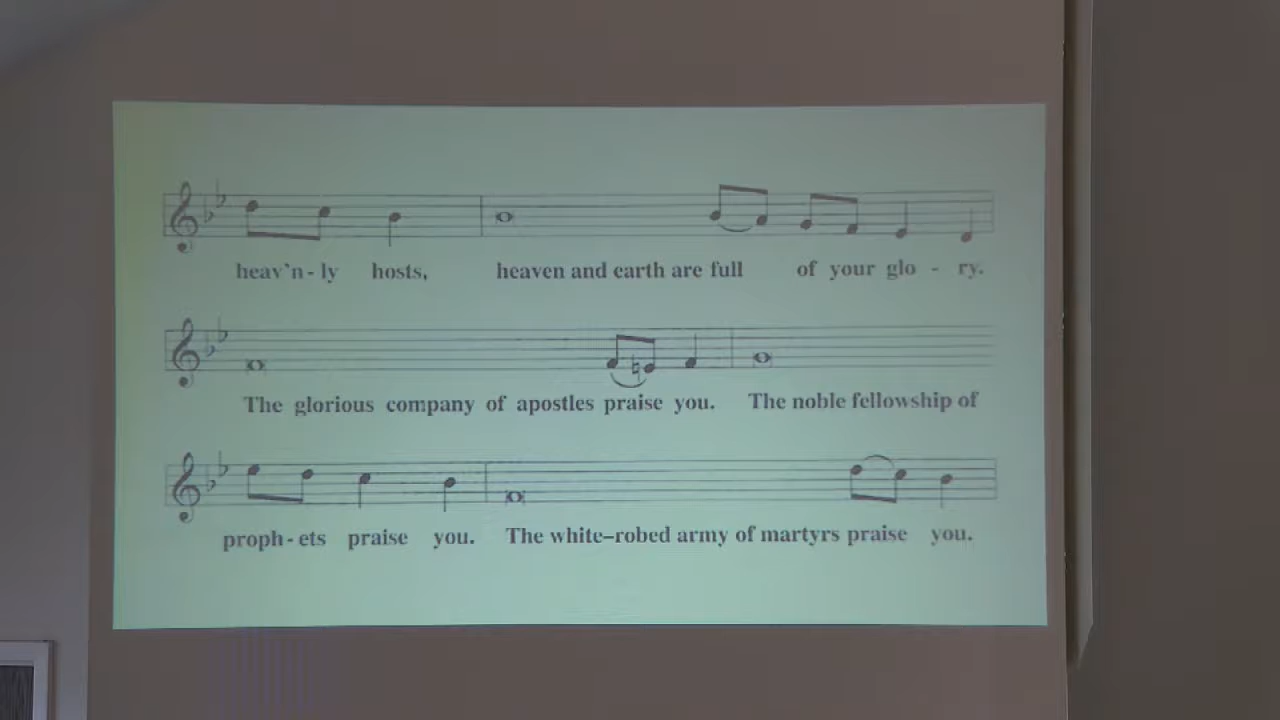 heav'n - ly hosts, heaven and earth are full of your glo - ry.
The glorious company of apostles praise you. The noble fellowship of
proph - ets praise you. The white–robed army of martyrs praise you.